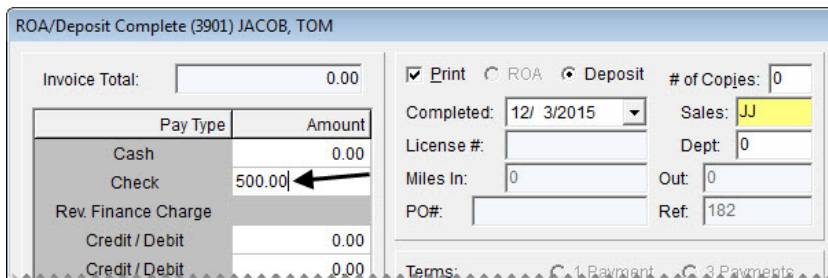 ROA/Deposit Complete (3901) JACOB, TOM
Invoice Total: 0.00
Pay Type Amount
Cash 0.00
Check 500.00
Rev. Finance Charge
Credit / Debit 0.00
Credit / Debit 0.00
Print ROA Deposit # of Copies: 0
Completed: 12/ 3/2015 Sales: JJ
License #: Dept: 0
Miles In: 0 Out: 0
PO#: Ref: 182
Terms: 1 Payment 3 Payments